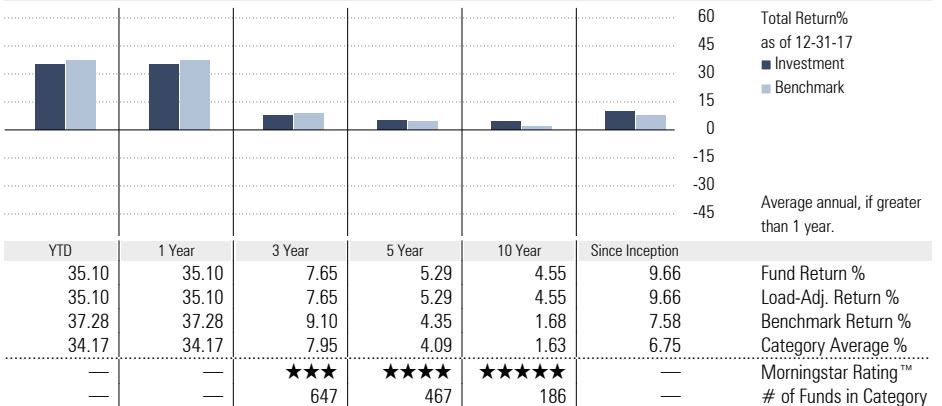 60
45
30
15
0
-15
-30
-45
Total Return%
as of 12-31-17
■ Investment
■ Benchmark
Average annual, if greater
than 1 year.
YTD 1 Year 3 Year 5 Year 10 Year Since Inception
35.10 35.10 7.65 5.29 4.55 9.66 Fund Return %
35.10 35.10 7.65 5.29 4.55 9.66 Load-Adj. Return %
37.28 37.28 9.10 4.35 1.68 7.58 Benchmark Return %
34.17 34.17 7.95 4.09 1.63 6.75 Category Average %
— — ★★★ ★★★★ ★★★★★ — Morningstar Rating™
— — 647 467 186 — # of Funds in Category